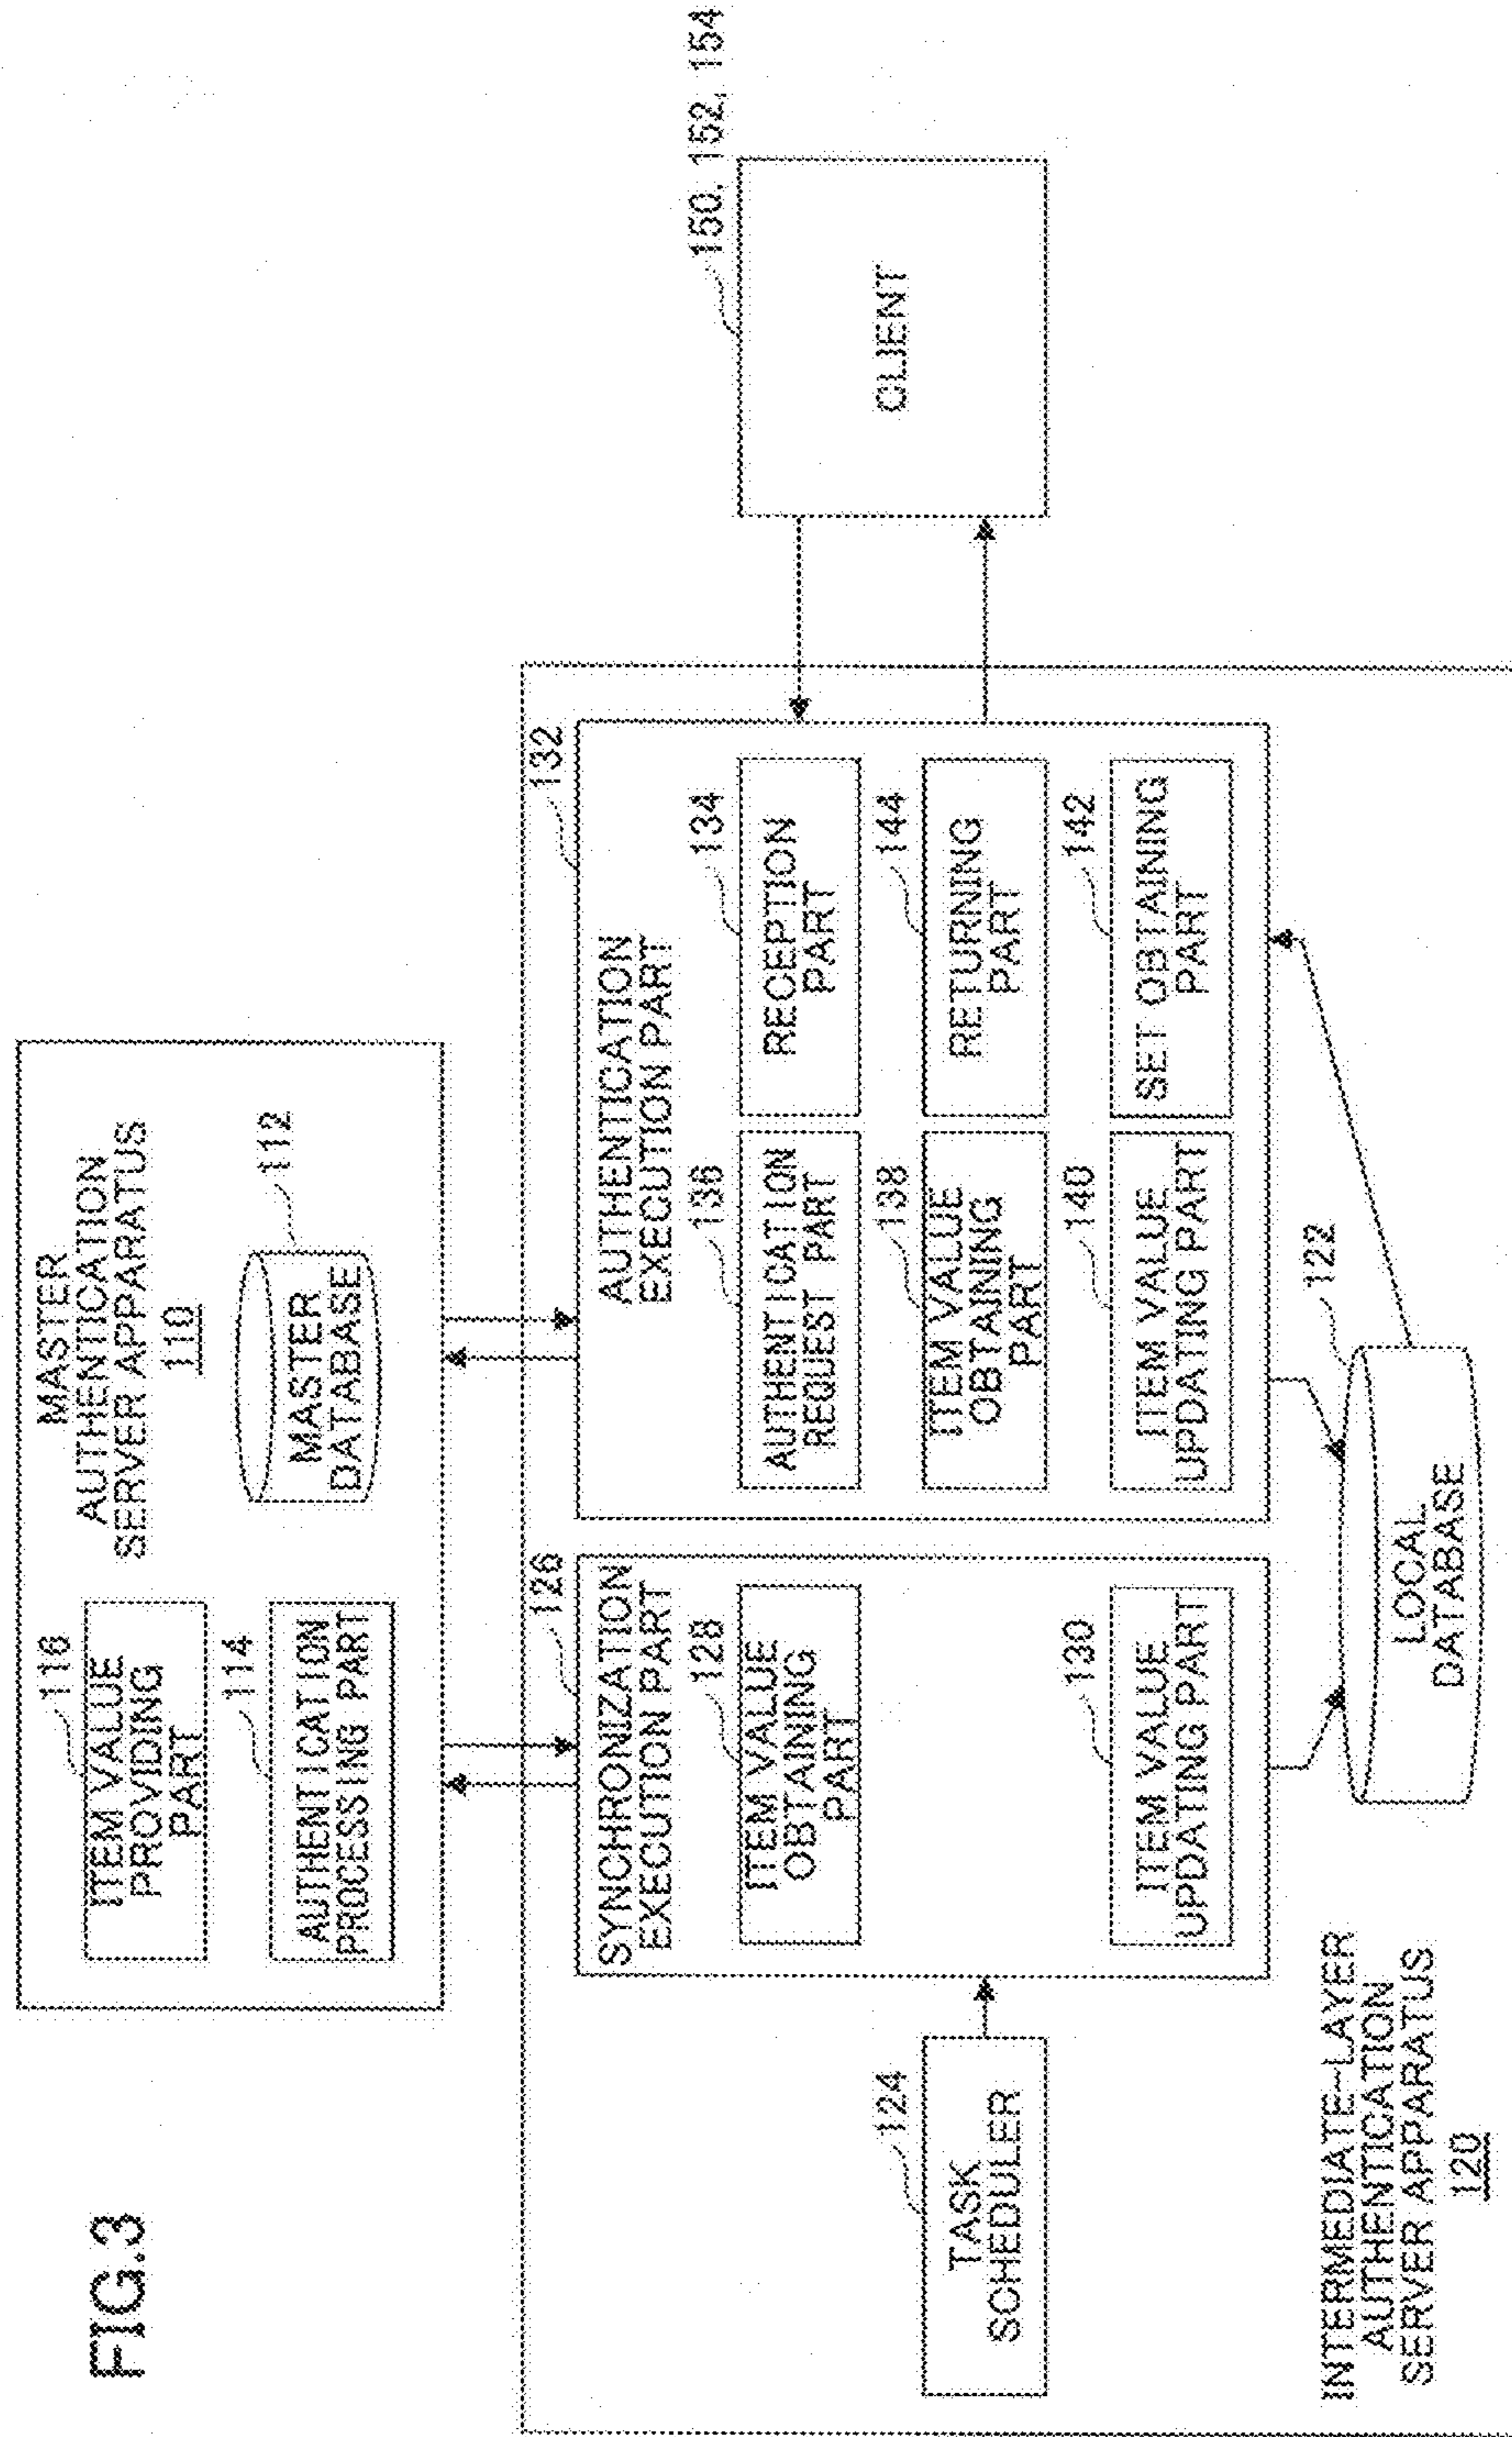 FIG.3
MASTER
AUTHENTICATION
SERVER APPARATUS
110
116
ITEM VALUE
PROVIDING
PART
114
AUTHENTICATION
PROCESSING PART
112
MASTER
DATABASE
126
SYNCHRONIZATION
EXECUTION PART
128
ITEM VALUE
OBTAINING
PART
130
ITEM VALUE
UPDATING PART
124
TASK
SCHEDULER
132
AUTHENTICATION
EXECUTION PART
136
AUTHENTICATION
REQUEST PART
134
RECEPTION
PART
138
ITEM VALUE
OBTAINING
PART
144
RETURNING
PART
140
ITEM VALUE
UPDATING PART
142
SET OBTAINING
PART
150, 152, 154
CLIENT
122
LOCAL
DATABASE
INTERMEDIATE-LAYER
AUTHENTICATION
SERVER APPARATUS
120